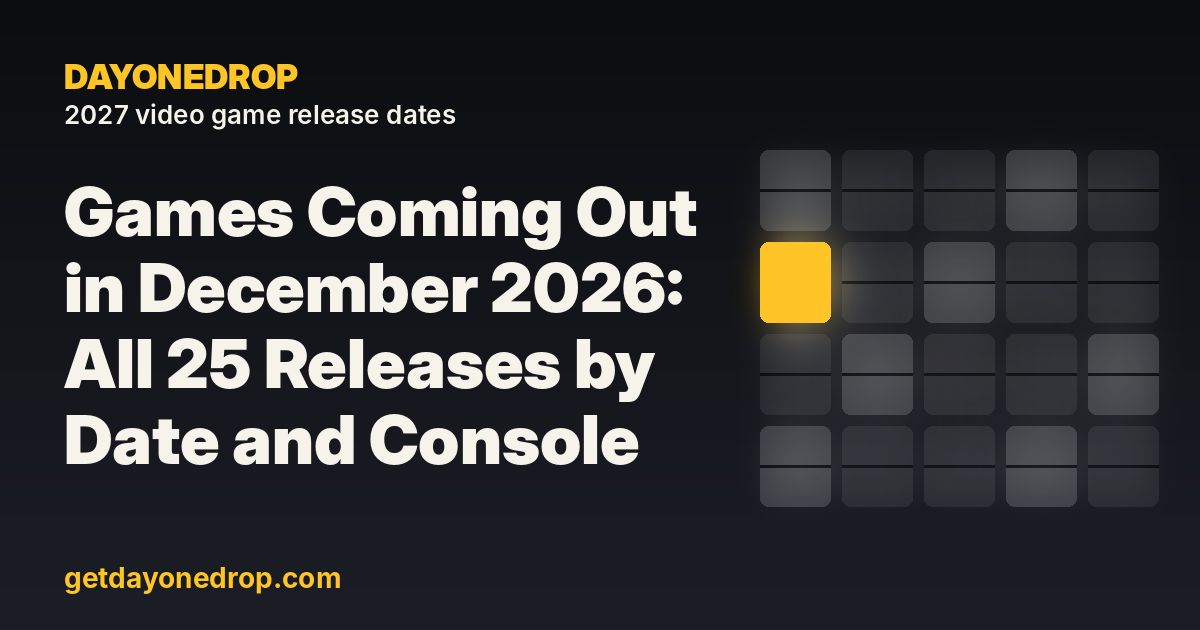 DAYONEDROP
2027 video game release dates
Games Coming Out
in December 2026:
All 25 Releases by
Date and Console
getdayonedrop.com